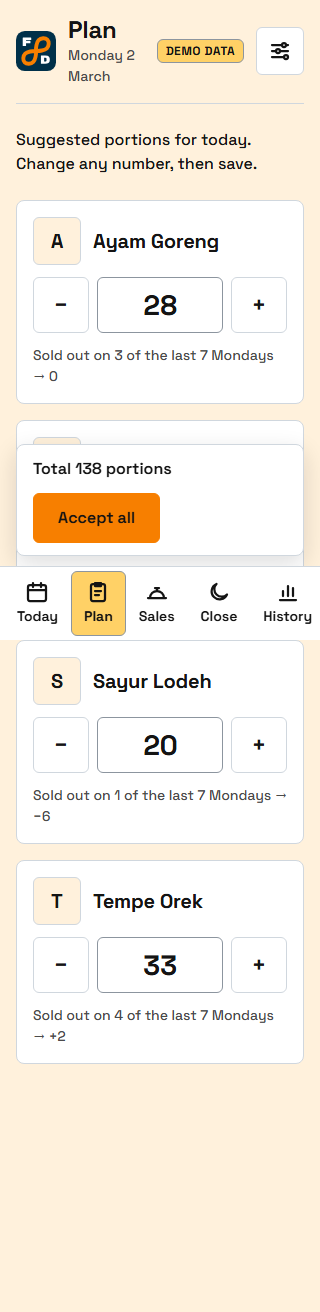 F
D
Plan
Monday 2
March
DEMO DATA
Suggested portions for today.
Change any number, then save.
A
Ayam Goreng
−
28
+
Sold out on 3 of the last 7 Mondays
→ 0
Total 138 portions
Accept all
Today
Plan
Sales
Close
History
S
Sayur Lodeh
−
20
+
Sold out on 1 of the last 7 Mondays →
−6
T
Tempe Orek
−
33
+
Sold out on 4 of the last 7 Mondays
→ +2